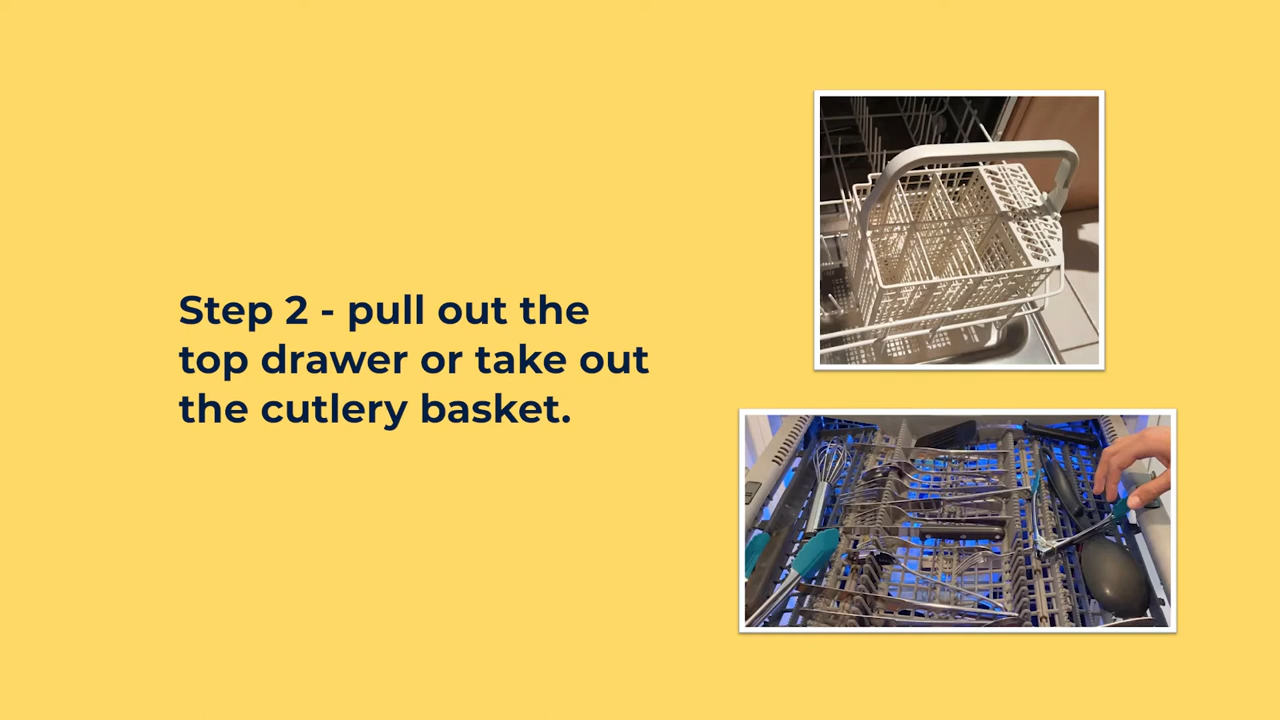 Step 2 - pull out the
top drawer or take out
the cutlery basket.